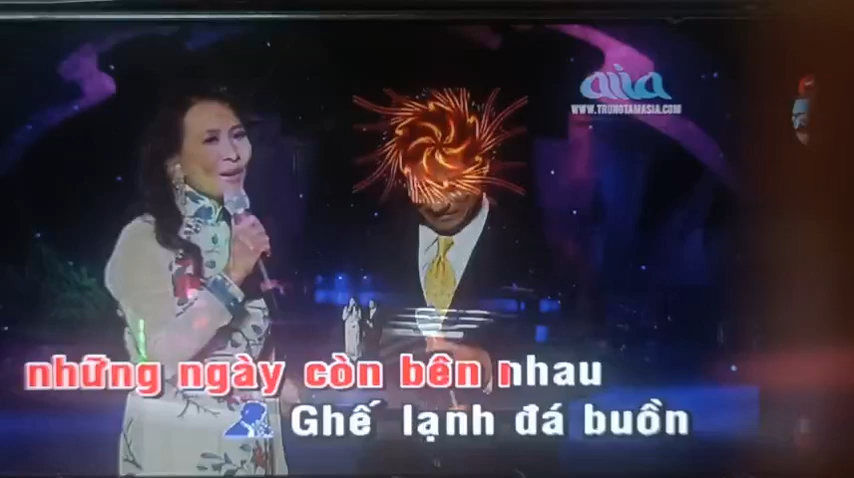 asia
WWW.TRUNGTAMASIA.COM
những ngày còn bên nhau
Ghế lạnh đá buồn